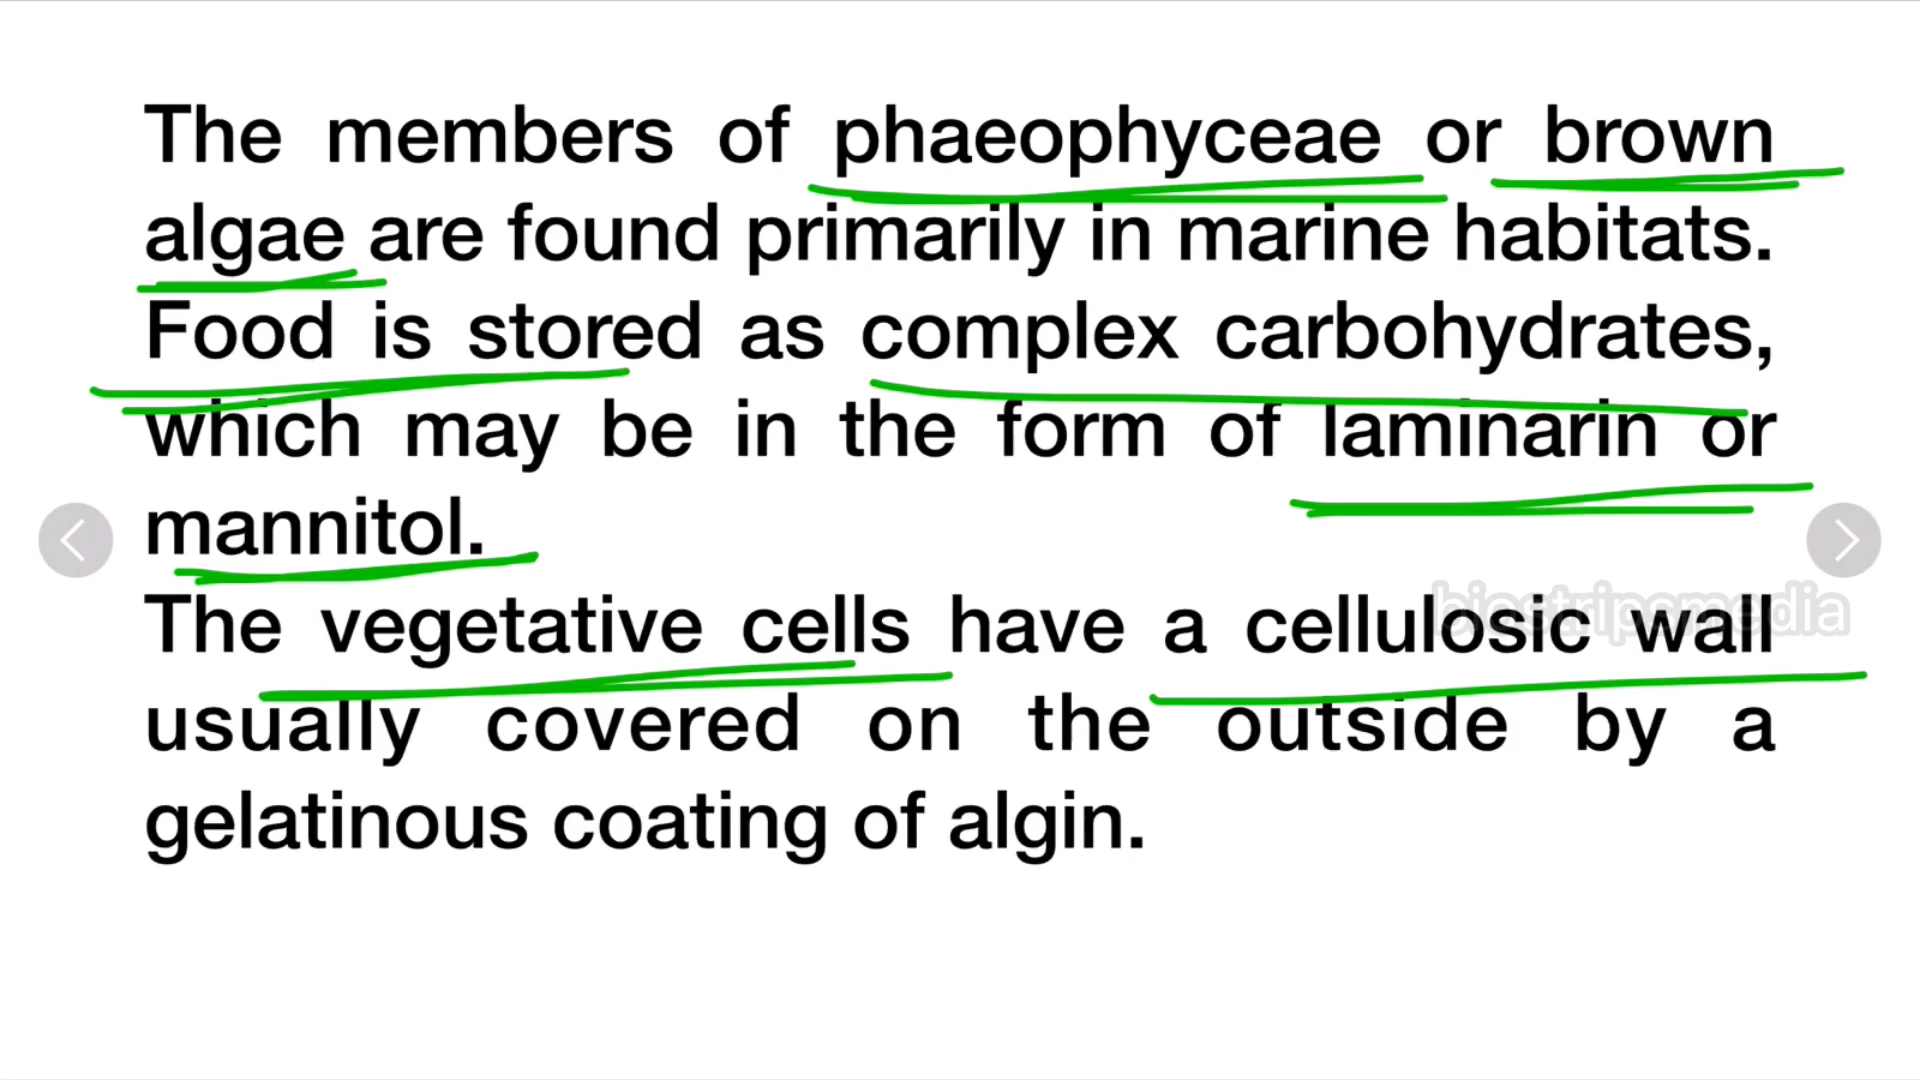 The members of phaeophyceae or brown
algae are found primarily in marine habitats.
Food is stored as complex carbohydrates,
which may be in the form of laminarin or
mannitol.
The vegetative cells have a cellulosic wall
usually covered on the outside by a
gelatinous coating of algin.
biostripsmedia